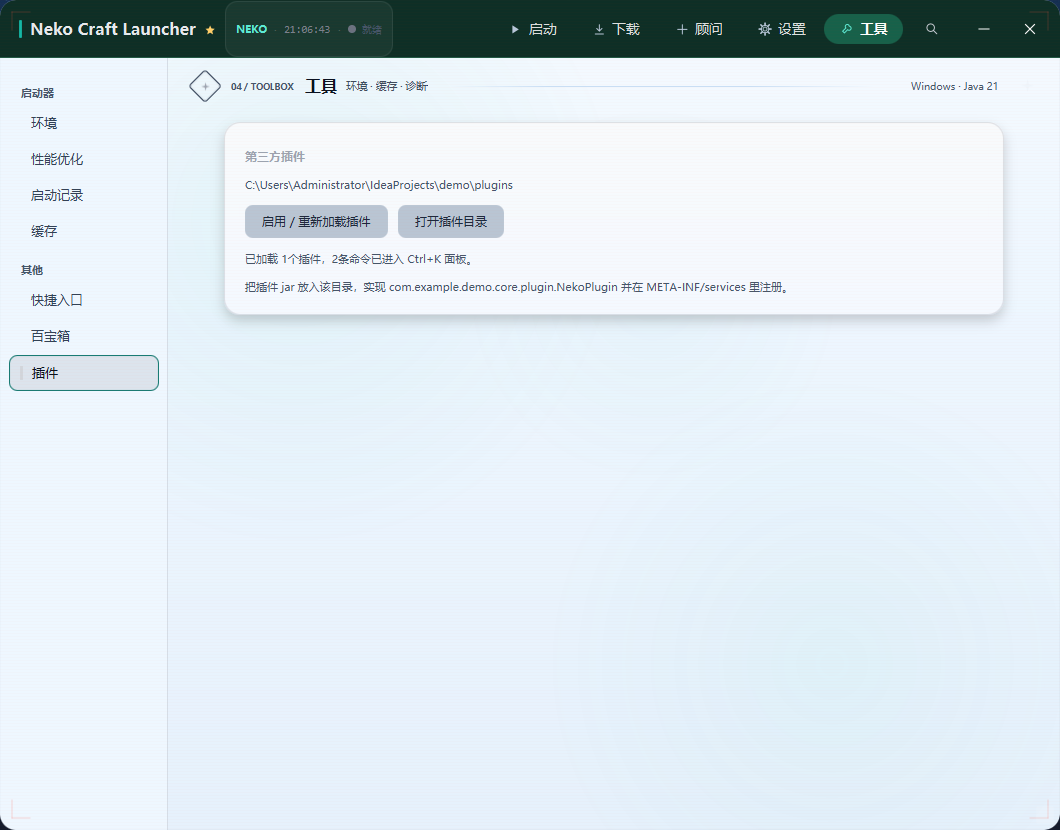 Neko Craft Launcher ★ NEKO · 21:06:43 · 就绪 启动 下载 顾问 设置 工具
启动器
环境
性能优化
启动记录
缓存
其他
快捷入口
百宝箱
插件
04 / TOOLBOX 工具 环境 · 缓存 · 诊断 Windows · Java 21
第三方插件
C:\Users\Administrator\IdeaProjects\demo\plugins
启用 / 重新加载插件 打开插件目录
已加载 1个插件，2条命令已进入 Ctrl+K 面板。
把插件 jar 放入该目录，实现 com.example.demo.core.plugin.NekoPlugin 并在 META-INF/services 里注册。